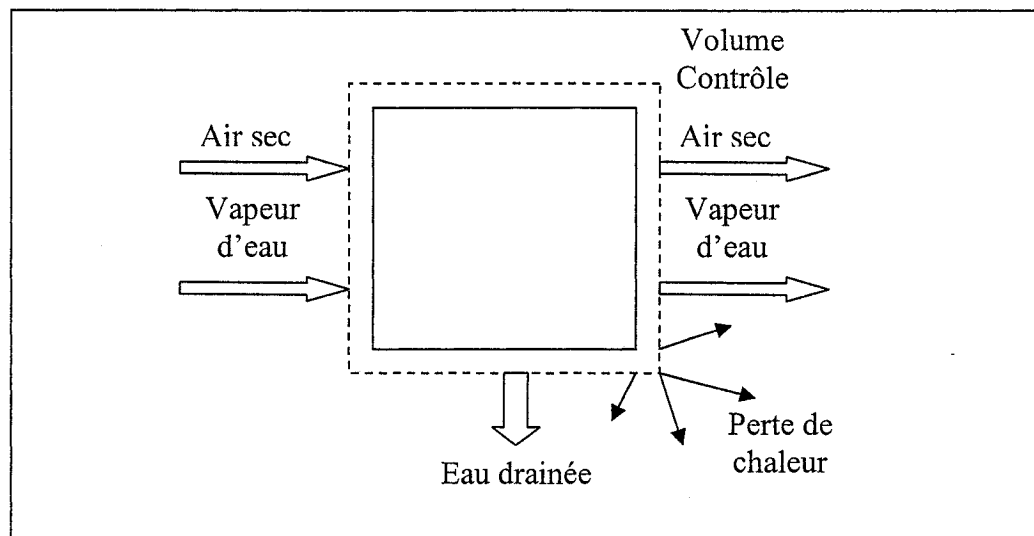 Volume
Contrôle
Air sec
Air sec
Vapeur
d'eau
Vapeur
d'eau
Eau drainée
Perte de
chaleur